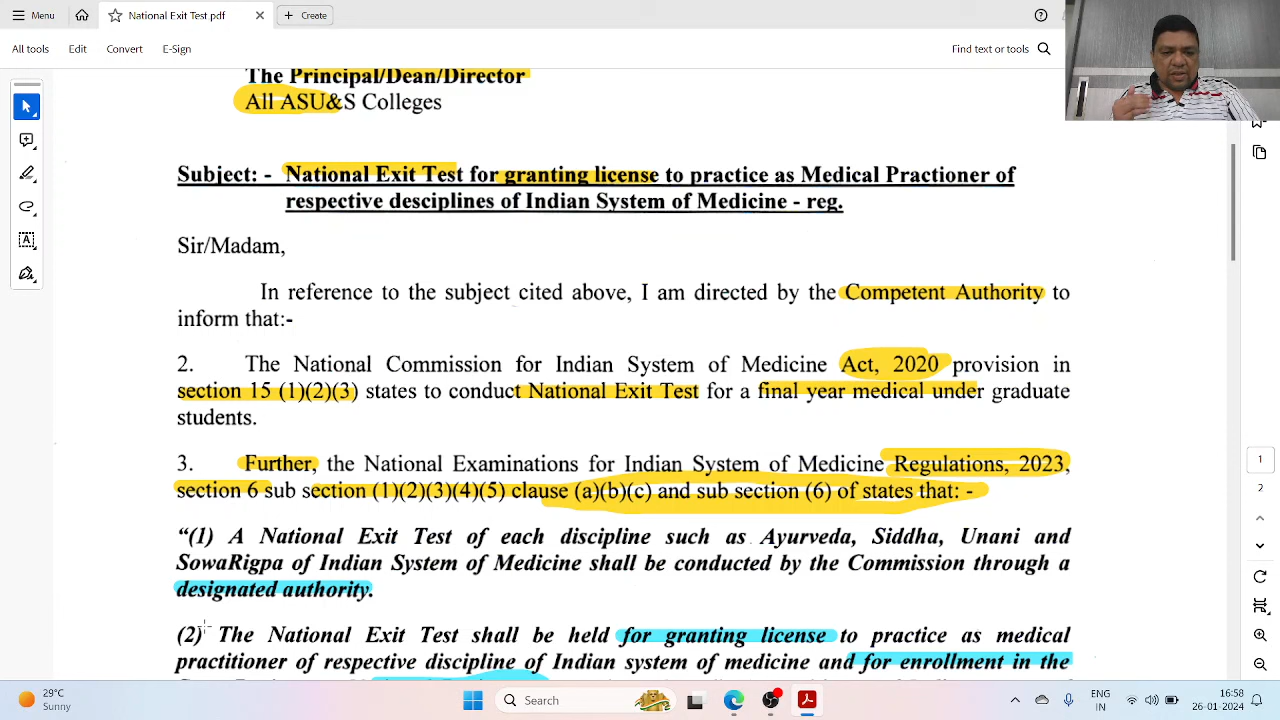 Menu
National Exit Test F.pdf
Create
All tools
Edit
Convert
E-Sign
Find text or tools
The Principal/Dean/Director
All ASU&S Colleges
Subject: - National Exit Test for granting license to practice as Medical Practioner of
respective desciplines of Indian System of Medicine - reg.
Sir/Madam,
In reference to the subject cited above, I am directed by the Competent Authority to
inform that:-
2. The National Commission for Indian System of Medicine Act, 2020 provision in
section 15 (1)(2)(3) states to conduct National Exit Test for a final year medical under graduate
students.
3. Further, the National Examinations for Indian System of Medicine Regulations, 2023,
section 6 sub section (1)(2)(3)(4)(5) clause (a)(b)(c) and sub section (6) of states that: -
“(1) A National Exit Test of each discipline such as Ayurveda, Siddha, Unani and
SowaRigpa of Indian System of Medicine shall be conducted by the Commission through a
designated authority.
(2) The National Exit Test shall be held for granting license to practice as medical
practitioner of respective discipline of Indian system of medicine and for enrollment in the
1
2
29°C
Sunny
Search
ENG
IN
16:58
26-01-2024